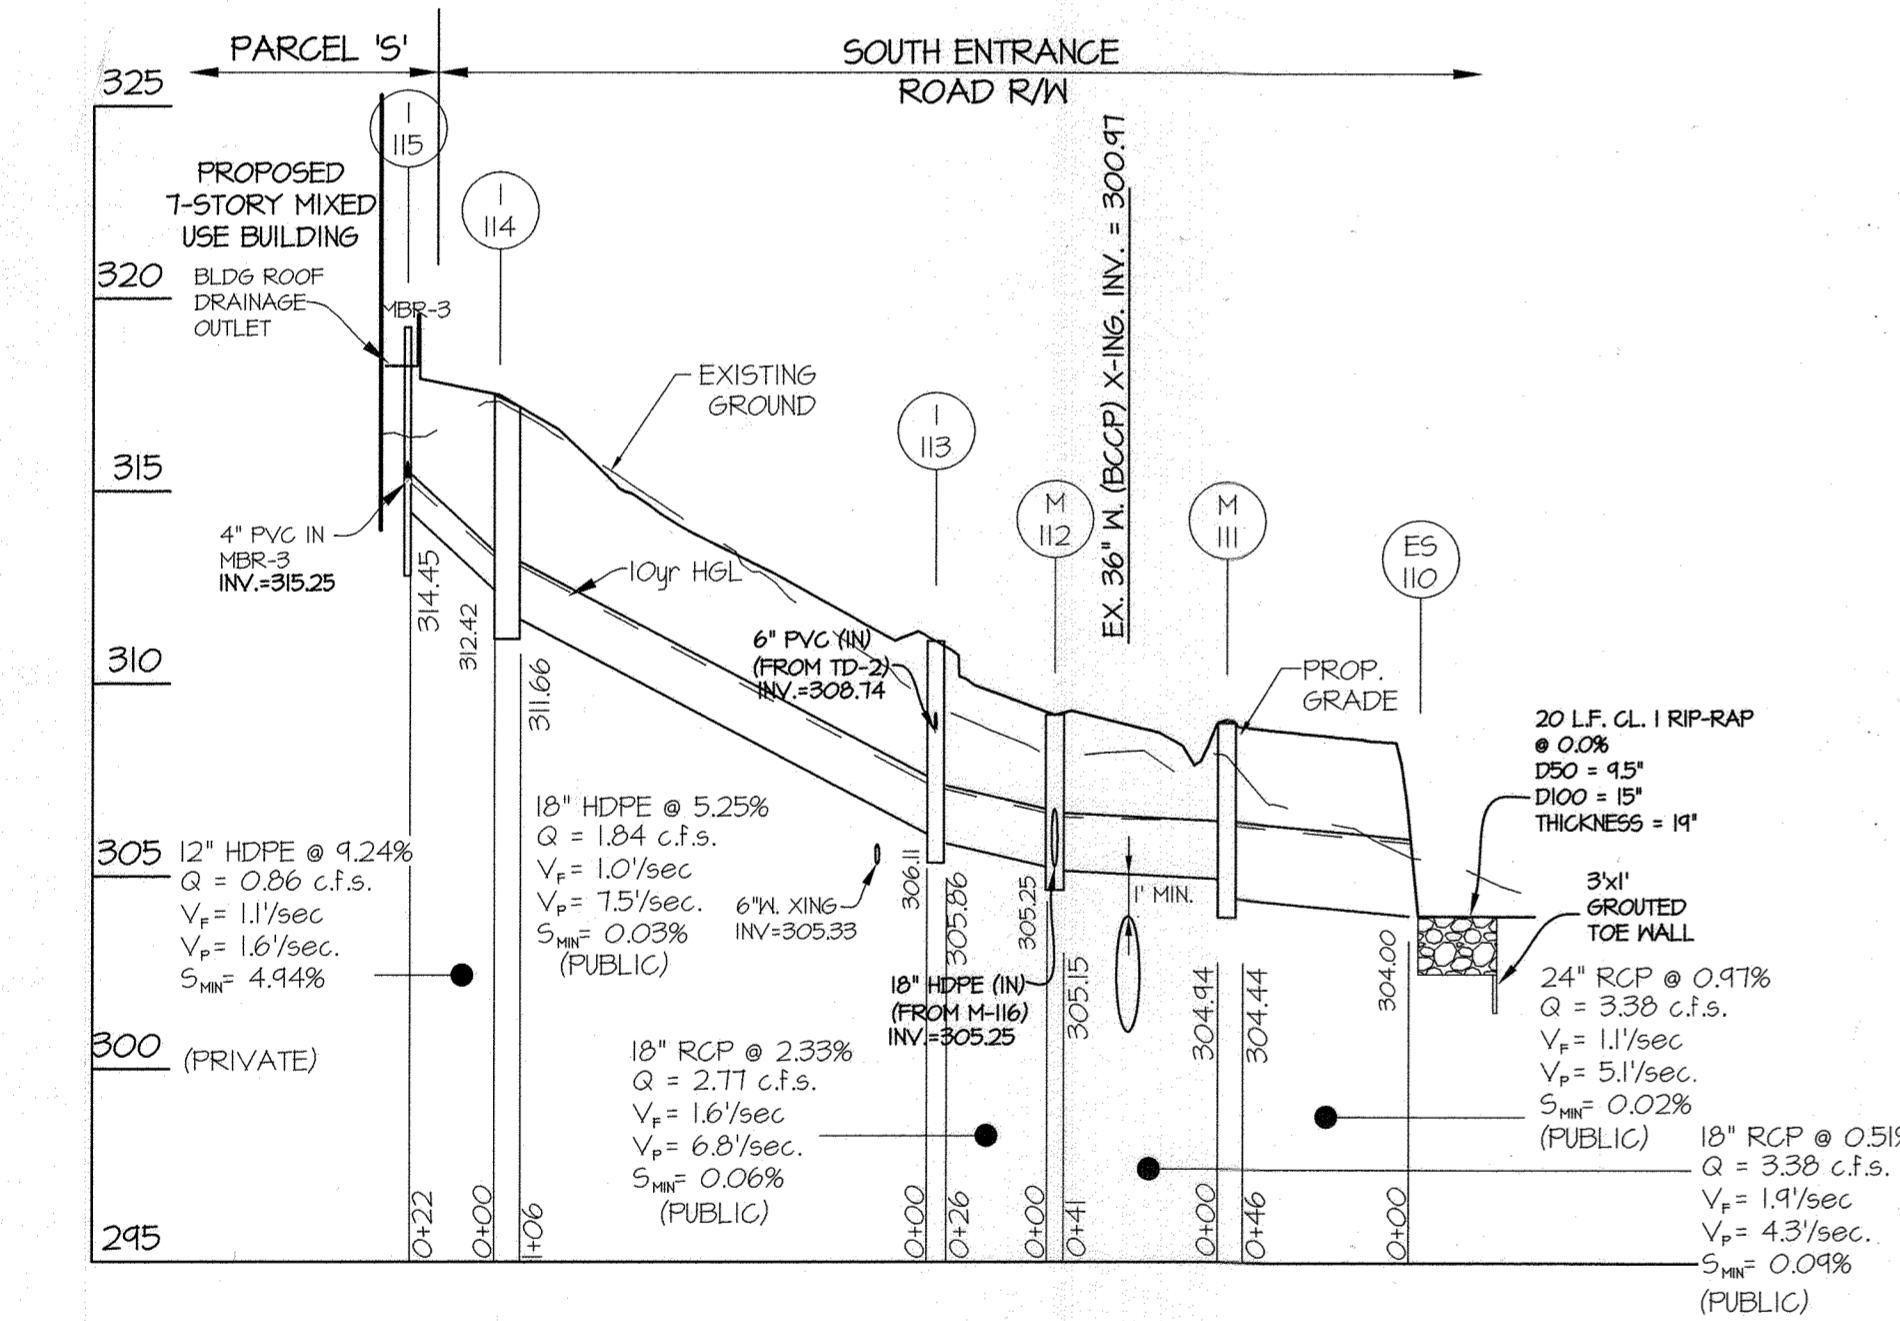 PARCEL 'S'
SOUTH ENTRANCE
ROAD R/W
325
320
315
310
305
300
295
I
115
I
114
I
113
M
112
M
111
ES
110
PROPOSED
7-STORY MIXED
USE BUILDING
BLDG ROOF
DRAINAGE
OUTLET
MBR-3
EXISTING
GROUND
EX. 36" W. (BCCP) X-ING. INV. = 300.97
4" PVC IN
MBR-3
INV.=315.25
10yr HGL
6" PVC (IN)
(FROM TD-2)
INV.=308.74
PROP.
GRADE
20 L.F. CL. I RIP-RAP
@ 0.0%
D50 = 9.5"
D100 = 15"
THICKNESS = 19"
3'x1'
GROUTED
TOE WALL
314.45
312.42
311.66
306.11
305.86
305.25
305.15
304.94
304.44
304.00
12" HDPE @ 9.24%
Q = 0.86 c.f.s.
VF= 1.1'/sec
VP= 1.6'/sec.
SMIN= 4.94%
(PRIVATE)
18" HDPE @ 5.25%
Q = 1.84 c.f.s.
VF= 1.0'/sec
VP= 7.5'/sec.
SMIN= 0.03%
(PUBLIC)
6"W. XING
INV=305.33
1' MIN.
18" HDPE (IN)
(FROM M-116)
INV.=305.25
18" RCP @ 2.33%
Q = 2.77 c.f.s.
VF= 1.6'/sec
VP= 6.8'/sec.
SMIN= 0.06%
(PUBLIC)
24" RCP @ 0.97%
Q = 3.38 c.f.s.
VF= 1.1'/sec
VP= 5.1'/sec.
SMIN= 0.02%
(PUBLIC)
18" RCP @ 0.51%
Q = 3.38 c.f.s.
VF= 1.9'/sec
VP= 4.3'/sec.
SMIN= 0.09%
(PUBLIC)
0+22
0+00
1+06
0+00
0+26
0+00
0+41
0+00
0+46
0+00